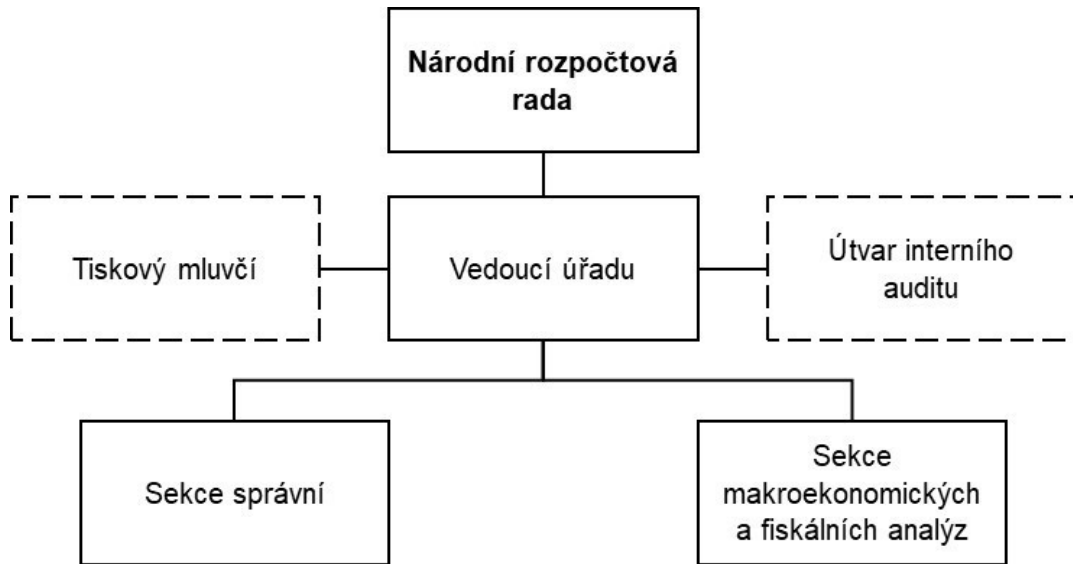 Národní rozpočtová
rada
Tiskový mluvčí
Vedoucí úřadu
Útvar interního
auditu
Sekce správní
Sekce
makroekonomických
a fiskálních analýz